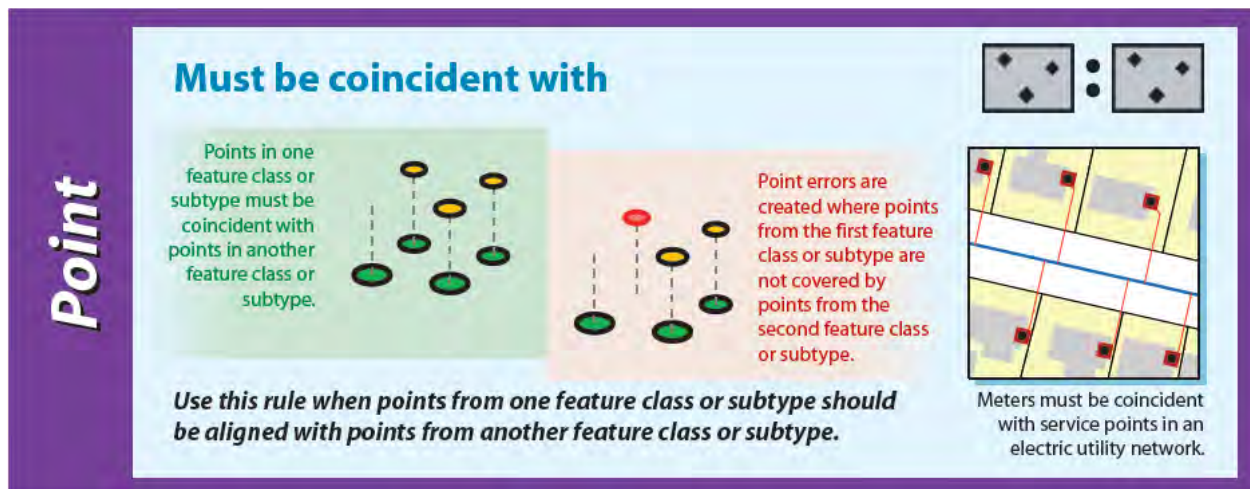 Point
Must be coincident with
Points in one
feature class or
subtype must be
coincident with
points in another
feature class or
subtype.
Point errors are
created where points
from the first feature
class or subtype are
not covered by
points from the
second feature class
or subtype.
Use this rule when points from one feature class or subtype should
be aligned with points from another feature class or subtype.
Meters must be coincident
with service points in an
electric utility network.